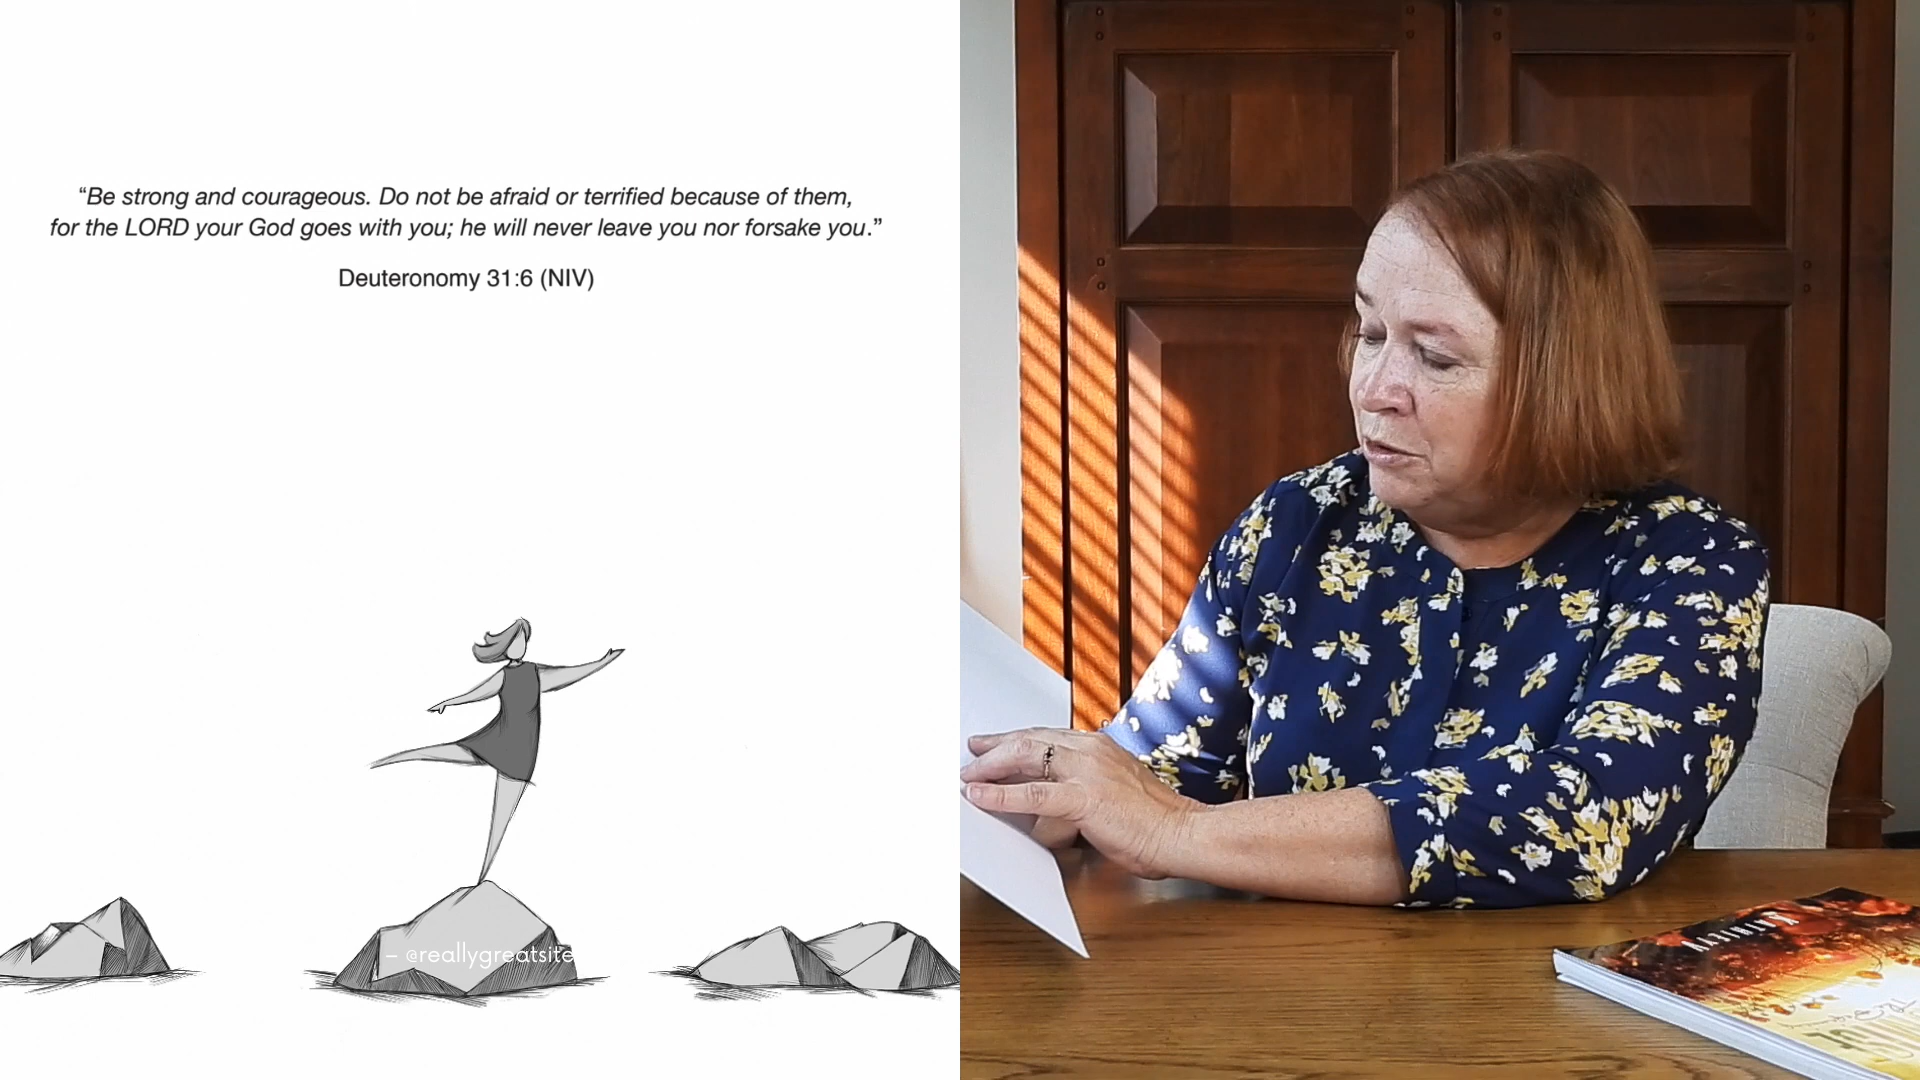 “Be strong and courageous. Do not be afraid or terrified because of them,
for the LORD your God goes with you; he will never leave you nor forsake you.”
Deuteronomy 31:6 (NIV)
– @reallygreatsite